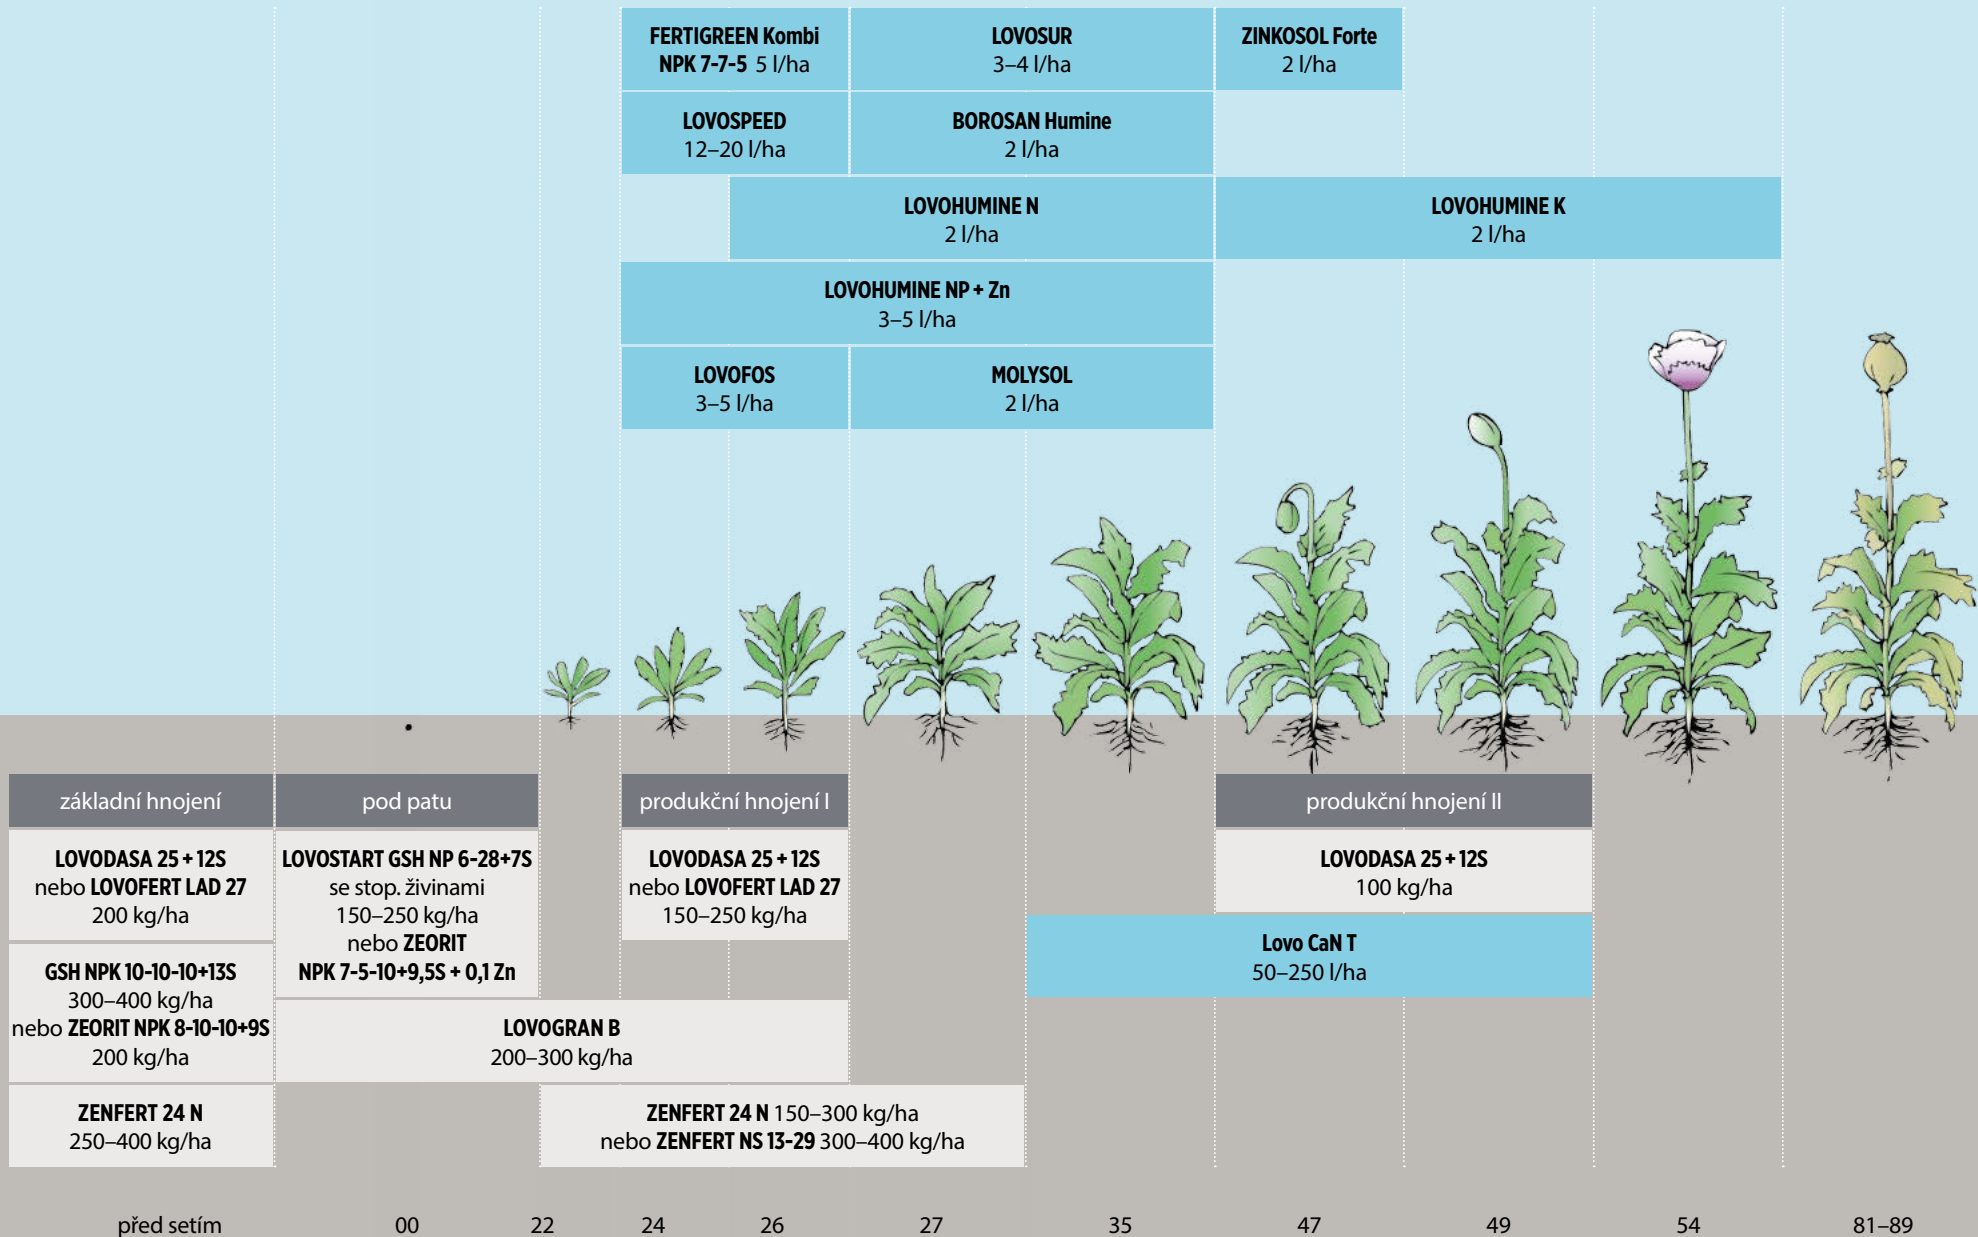 FERTIGREEN Kombi
NPK 7-7-5 5 l/ha
LOVOSUR
3–4 l/ha
ZINKOSOL Forte
2 l/ha
LOVOSPEED
12–20 l/ha
BOROSAN Humine
2 l/ha
LOVOHUMINE N
2 l/ha
LOVOHUMINE K
2 l/ha
LOVOHUMINE NP + Zn
3–5 l/ha
LOVOFOS
3–5 l/ha
MOLYSOL
2 l/ha
základní hnojení
pod patu
produkční hnojení I
produkční hnojení II
LOVODASA 25 + 12S
nebo LOVOFERT LAD 27
200 kg/ha
GSH NPK 10-10-10+13S
300–400 kg/ha
nebo ZEORIT NPK 8-10-10+9S
200 kg/ha
ZENFERT 24 N
250–400 kg/ha
LOVOSTART GSH NP 6-28+7S
se stop. živinami
150–250 kg/ha
nebo ZEORIT
NPK 7-5-10+9,5S + 0,1 Zn
LOVODASA 25 + 12S
nebo LOVOFERT LAD 27
150–250 kg/ha
LOVODASA 25 + 12S
100 kg/ha
Lovo CaN T
50–250 l/ha
LOVOGRAN B
200–300 kg/ha
ZENFERT 24 N 150–300 kg/ha
nebo ZENFERT NS 13-29 300–400 kg/ha
před setím
00
22
24
26
27
35
47
49
54
81–89